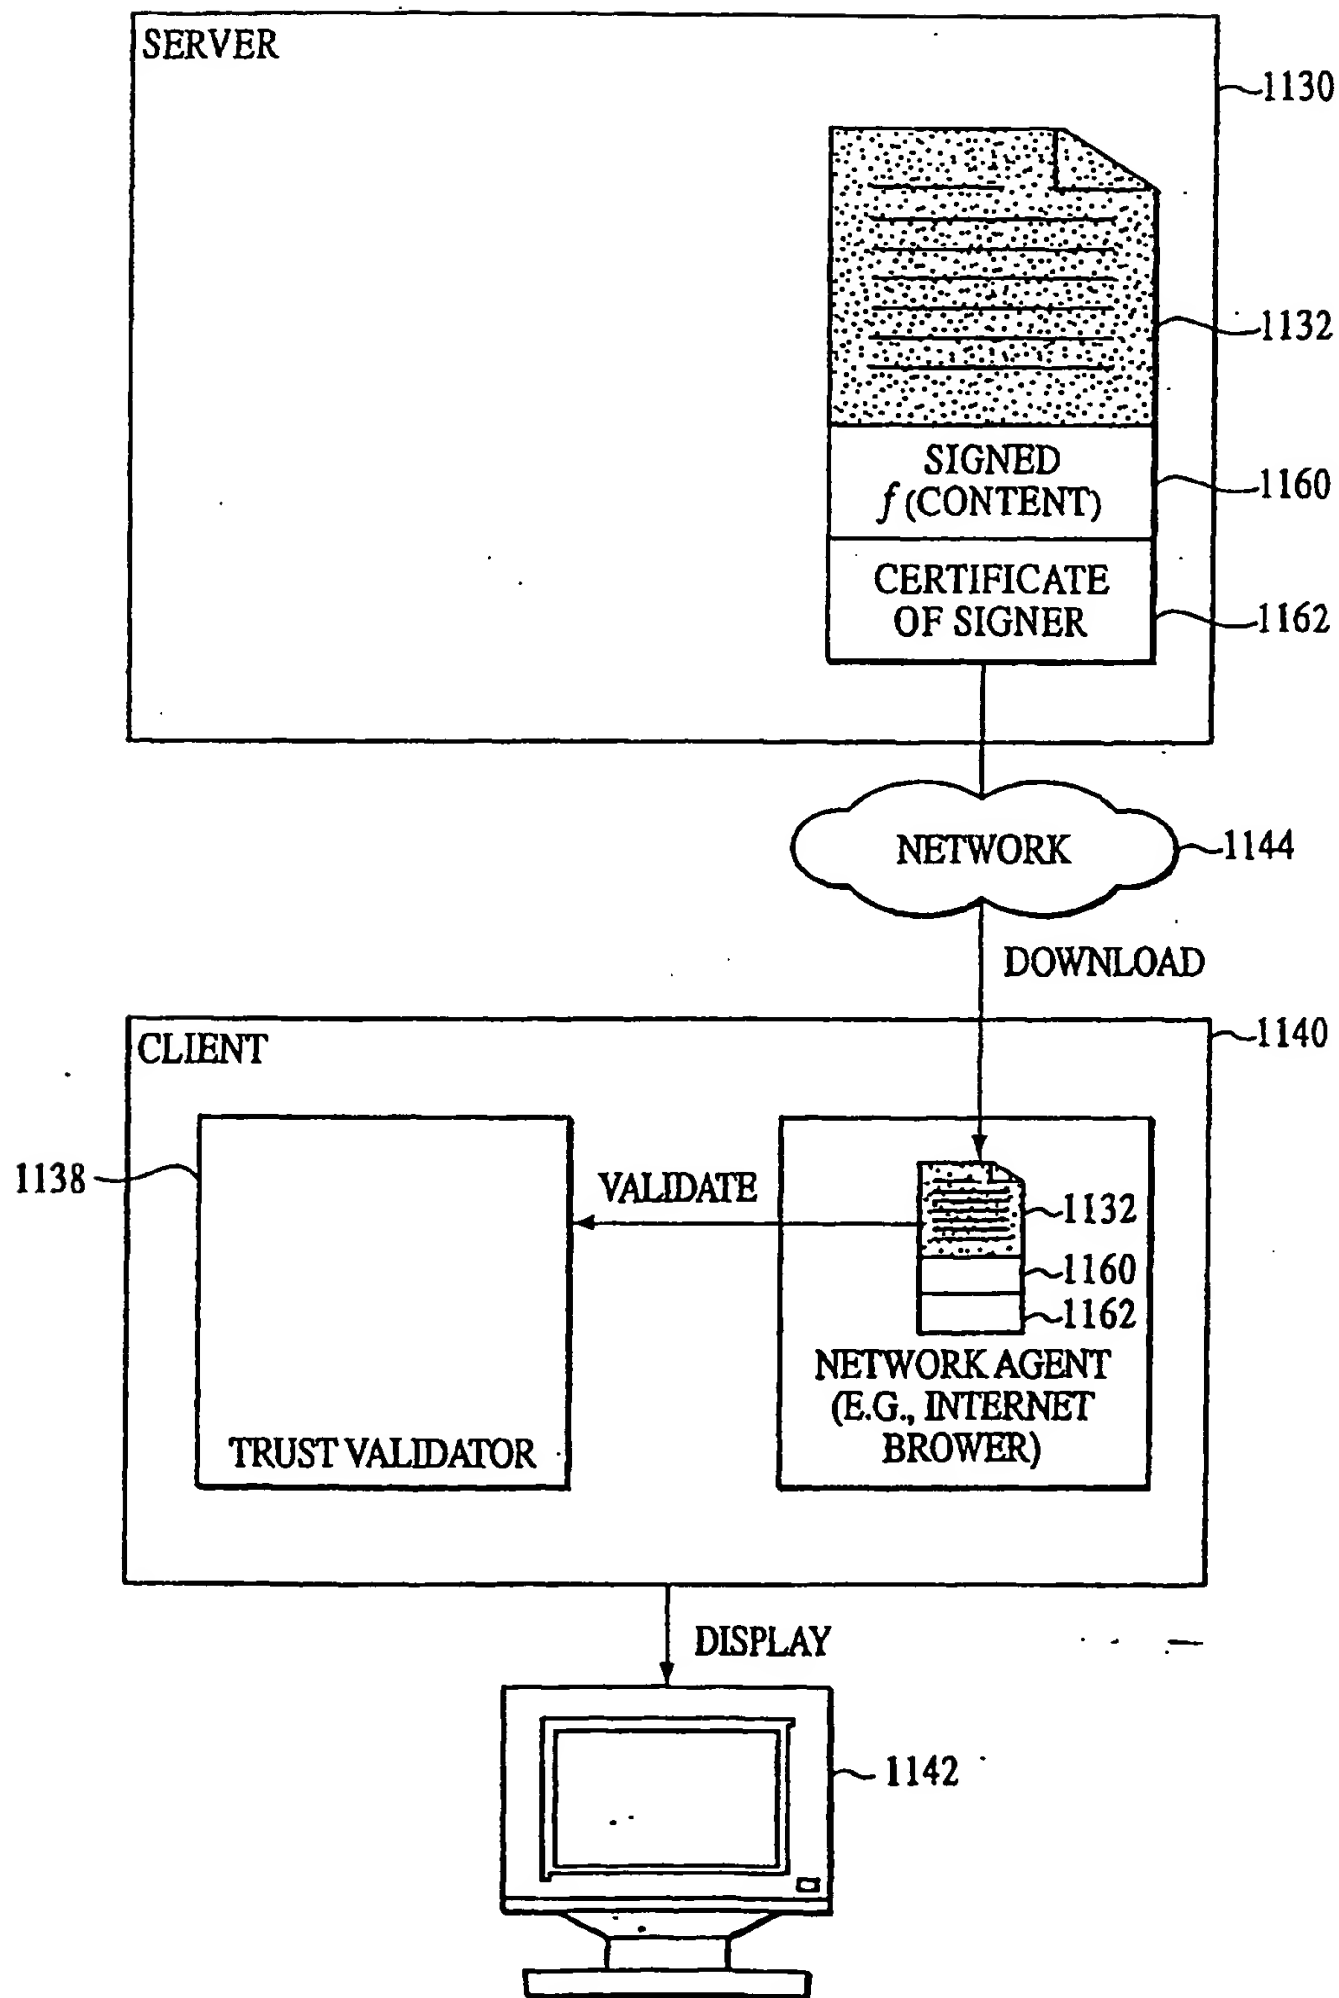 SERVER
1130
1132
SIGNED
f (CONTENT)
1160
CERTIFICATE
OF SIGNER
1162
NETWORK
1144
DOWNLOAD
CLIENT
1140
1138
VALIDATE
1132
1160
1162
NETWORK AGENT
(E.G., INTERNET
BROWER)
TRUST VALIDATOR
DISPLAY
1142